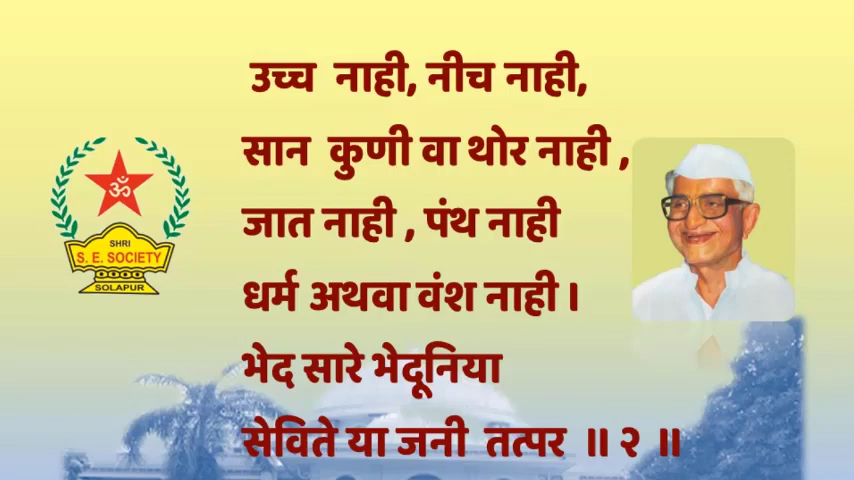 उच्च नाही, नीच नाही,
सान कुणी वा थोर नाही ,
जात नाही , पंथ नाही
धर्म अथवा वंश नाही ।
भेद सारे भेदूनिया
सेविते या जनी तत्पर ॥ २ ॥
ॐ
SHRI
S. E. SOCIETY
SOLAPUR